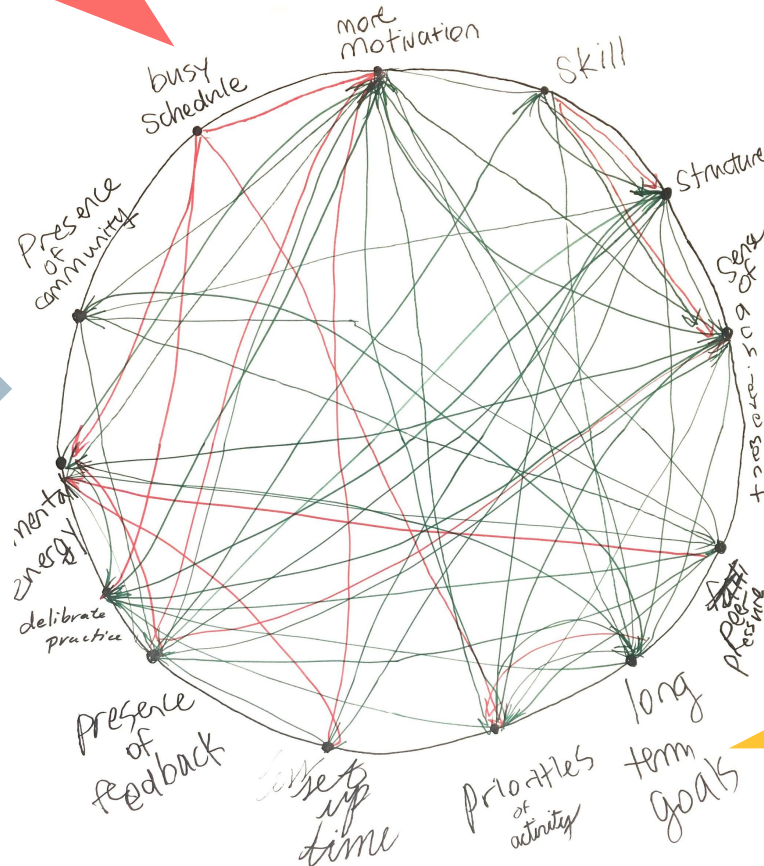 more
motivation
busy
schedule
Skill
Structure
Presence
of
community
Sense
of
mental
energy
delibrate
practice
peer
pressure
presence
of
feedback
set
up
time
Priorities
of
activity
long
term
goals